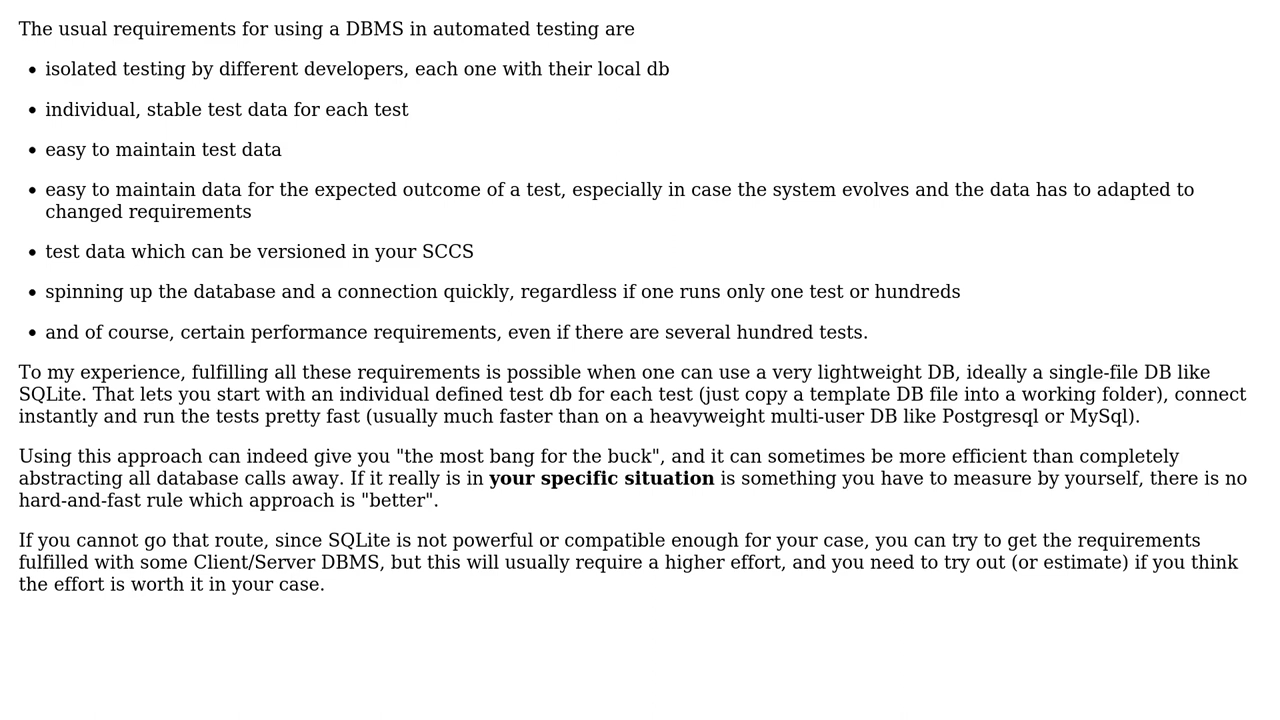 The usual requirements for using a DBMS in automated testing are
• isolated testing by different developers, each one with their local db
• individual, stable test data for each test
• easy to maintain test data
• easy to maintain data for the expected outcome of a test, especially in case the system evolves and the data has to adapted to
changed requirements
• test data which can be versioned in your SCCS
• spinning up the database and a connection quickly, regardless if one runs only one test or hundreds
• and of course, certain performance requirements, even if there are several hundred tests.
To my experience, fulfilling all these requirements is possible when one can use a very lightweight DB, ideally a single-file DB like
SQLite. That lets you start with an individual defined test db for each test (just copy a template DB file into a working folder), connect
instantly and run the tests pretty fast (usually much faster than on a heavyweight multi-user DB like Postgresql or MySql).
Using this approach can indeed give you "the most bang for the buck", and it can sometimes be more efficient than completely
abstracting all database calls away. If it really is in your specific situation is something you have to measure by yourself, there is no
hard-and-fast rule which approach is "better".
If you cannot go that route, since SQLite is not powerful or compatible enough for your case, you can try to get the requirements
fulfilled with some Client/Server DBMS, but this will usually require a higher effort, and you need to try out (or estimate) if you think
the effort is worth it in your case.